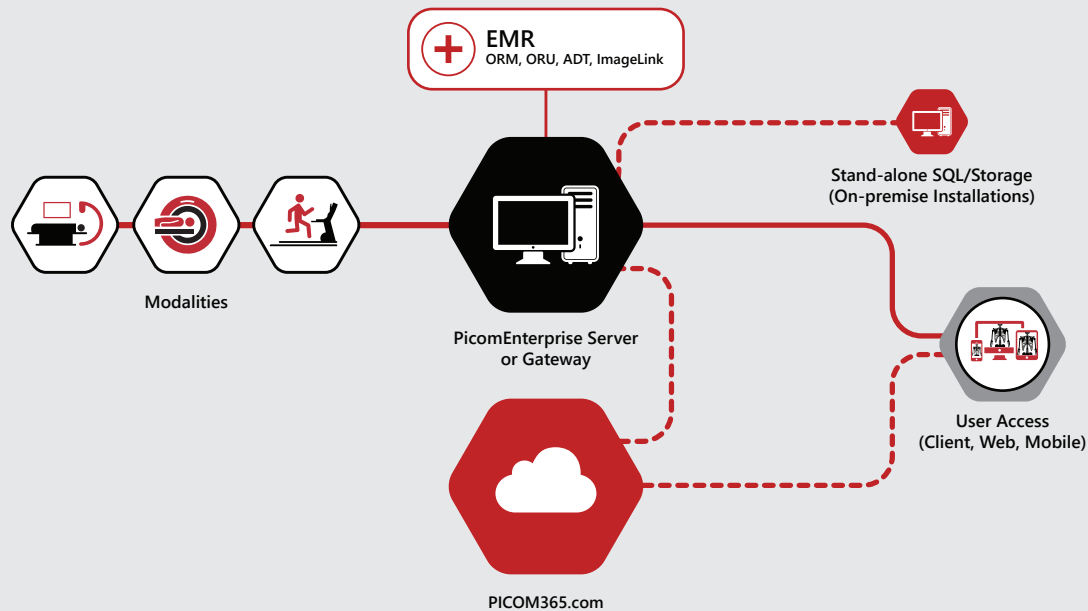 EMR
ORM, ORU, ADT, ImageLink
Stand-alone SQL/Storage
(On-premise Installations)
Modalities
PicomEnterprise Server
or Gateway
User Access
(Client, Web, Mobile)
PICOM365.com